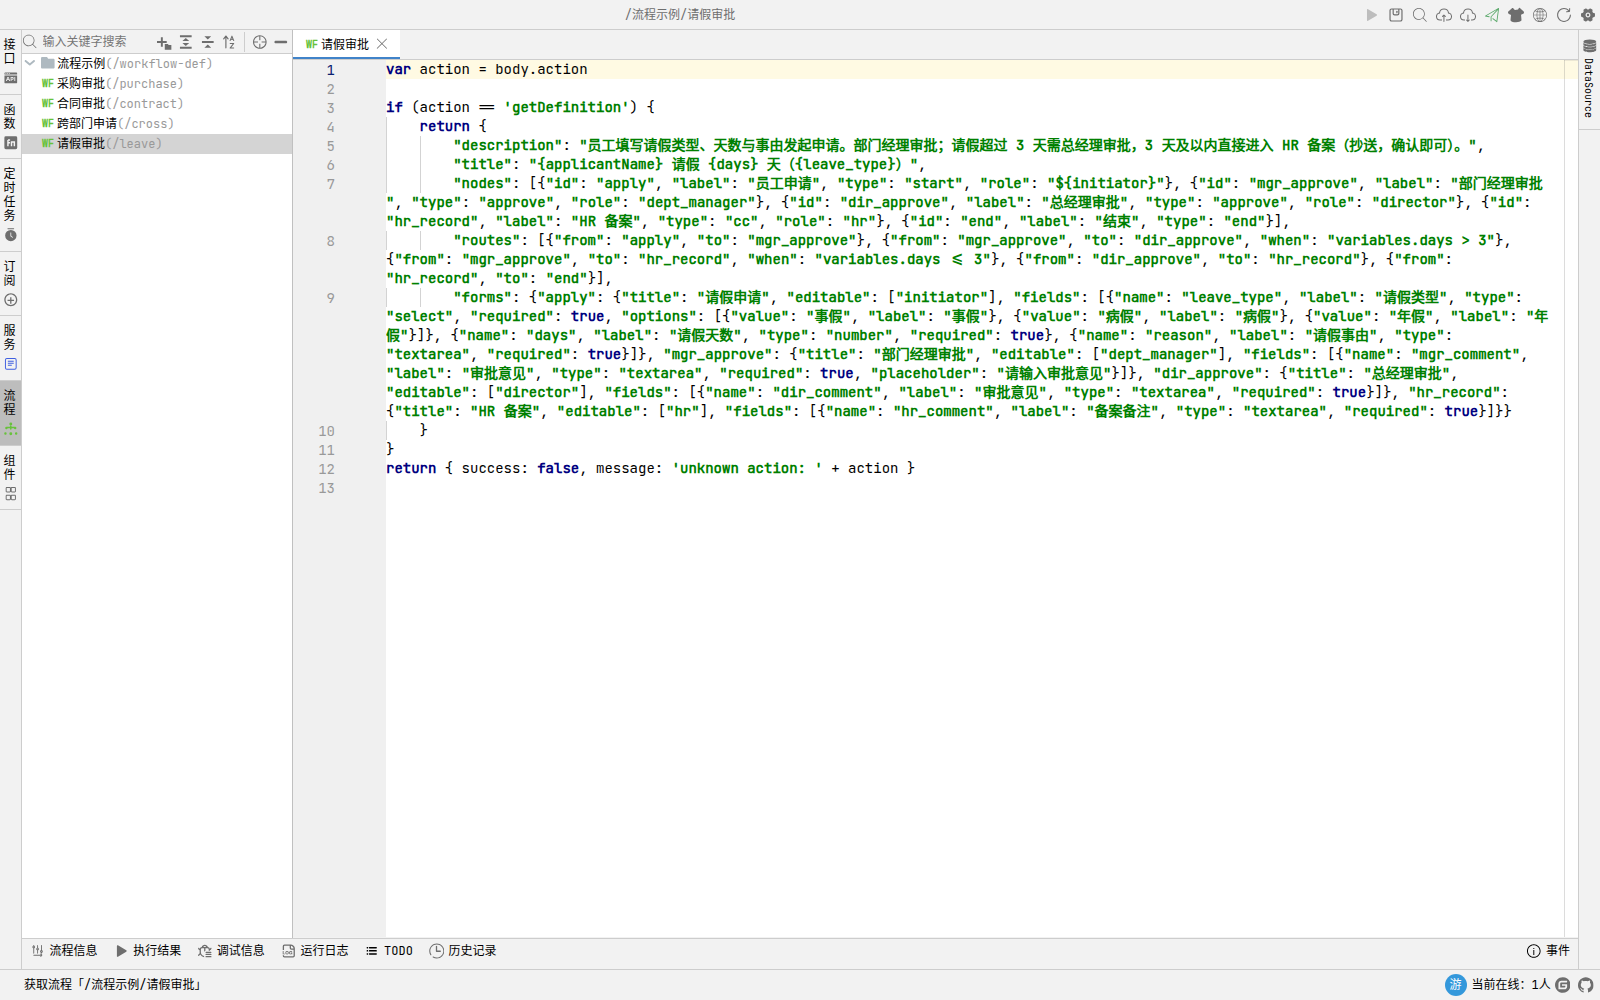 /流程示例/请假审批
接口
函数
定时任务
订阅
服务
流程
组件
输入关键字搜索
流程示例(/workflow-def)
WF 采购审批(/purchase)
WF 合同审批(/contract)
WF 跨部门申请(/cross)
WF 请假审批(/leave)
WF 请假审批
1 var action = body.action
2
3 if (action == 'getDefinition') {
4 return {
5 "description": "员工填写请假类型、天数与事由发起申请。部门经理审批；请假超过 3 天需总经理审批，3 天及以内直接进入 HR 备案（抄送，确认即可）。",
6 "title": "{applicantName} 请假 {days} 天（{leave_type}）",
7 "nodes": [{"id": "apply", "label": "员工申请", "type": "start", "role": "${initiator}"}, {"id": "mgr_approve", "label": "部门经理审批
", "type": "approve", "role": "dept_manager"}, {"id": "dir_approve", "label": "总经理审批", "type": "approve", "role": "director"}, {"id":
"hr_record", "label": "HR 备案", "type": "cc", "role": "hr"}, {"id": "end", "label": "结束", "type": "end"}],
8 "routes": [{"from": "apply", "to": "mgr_approve"}, {"from": "mgr_approve", "to": "dir_approve", "when": "variables.days > 3"},
{"from": "mgr_approve", "to": "hr_record", "when": "variables.days <= 3"}, {"from": "dir_approve", "to": "hr_record"}, {"from":
"hr_record", "to": "end"}],
9 "forms": {"apply": {"title": "请假申请", "editable": ["initiator"], "fields": [{"name": "leave_type", "label": "请假类型", "type":
"select", "required": true, "options": [{"value": "事假", "label": "事假"}, {"value": "病假", "label": "病假"}, {"value": "年假", "label": "年
假"}]}, {"name": "days", "label": "请假天数", "type": "number", "required": true}, {"name": "reason", "label": "请假事由", "type":
"textarea", "required": true}]}, "mgr_approve": {"title": "部门经理审批", "editable": ["dept_manager"], "fields": [{"name": "mgr_comment",
"label": "审批意见", "type": "textarea", "required": true, "placeholder": "请输入审批意见"}]}, "dir_approve": {"title": "总经理审批",
"editable": ["director"], "fields": [{"name": "dir_comment", "label": "审批意见", "type": "textarea", "required": true}]}, "hr_record":
{"title": "HR 备案", "editable": ["hr"], "fields": [{"name": "hr_comment", "label": "备案备注", "type": "textarea", "required": true}]}}
10 }
11 }
12 return { success: false, message: 'unknown action: ' + action }
13
DataSource
流程信息
执行结果
调试信息
运行日志
TODO
历史记录
事件
获取流程「/流程示例/请假审批」
游
当前在线：1人